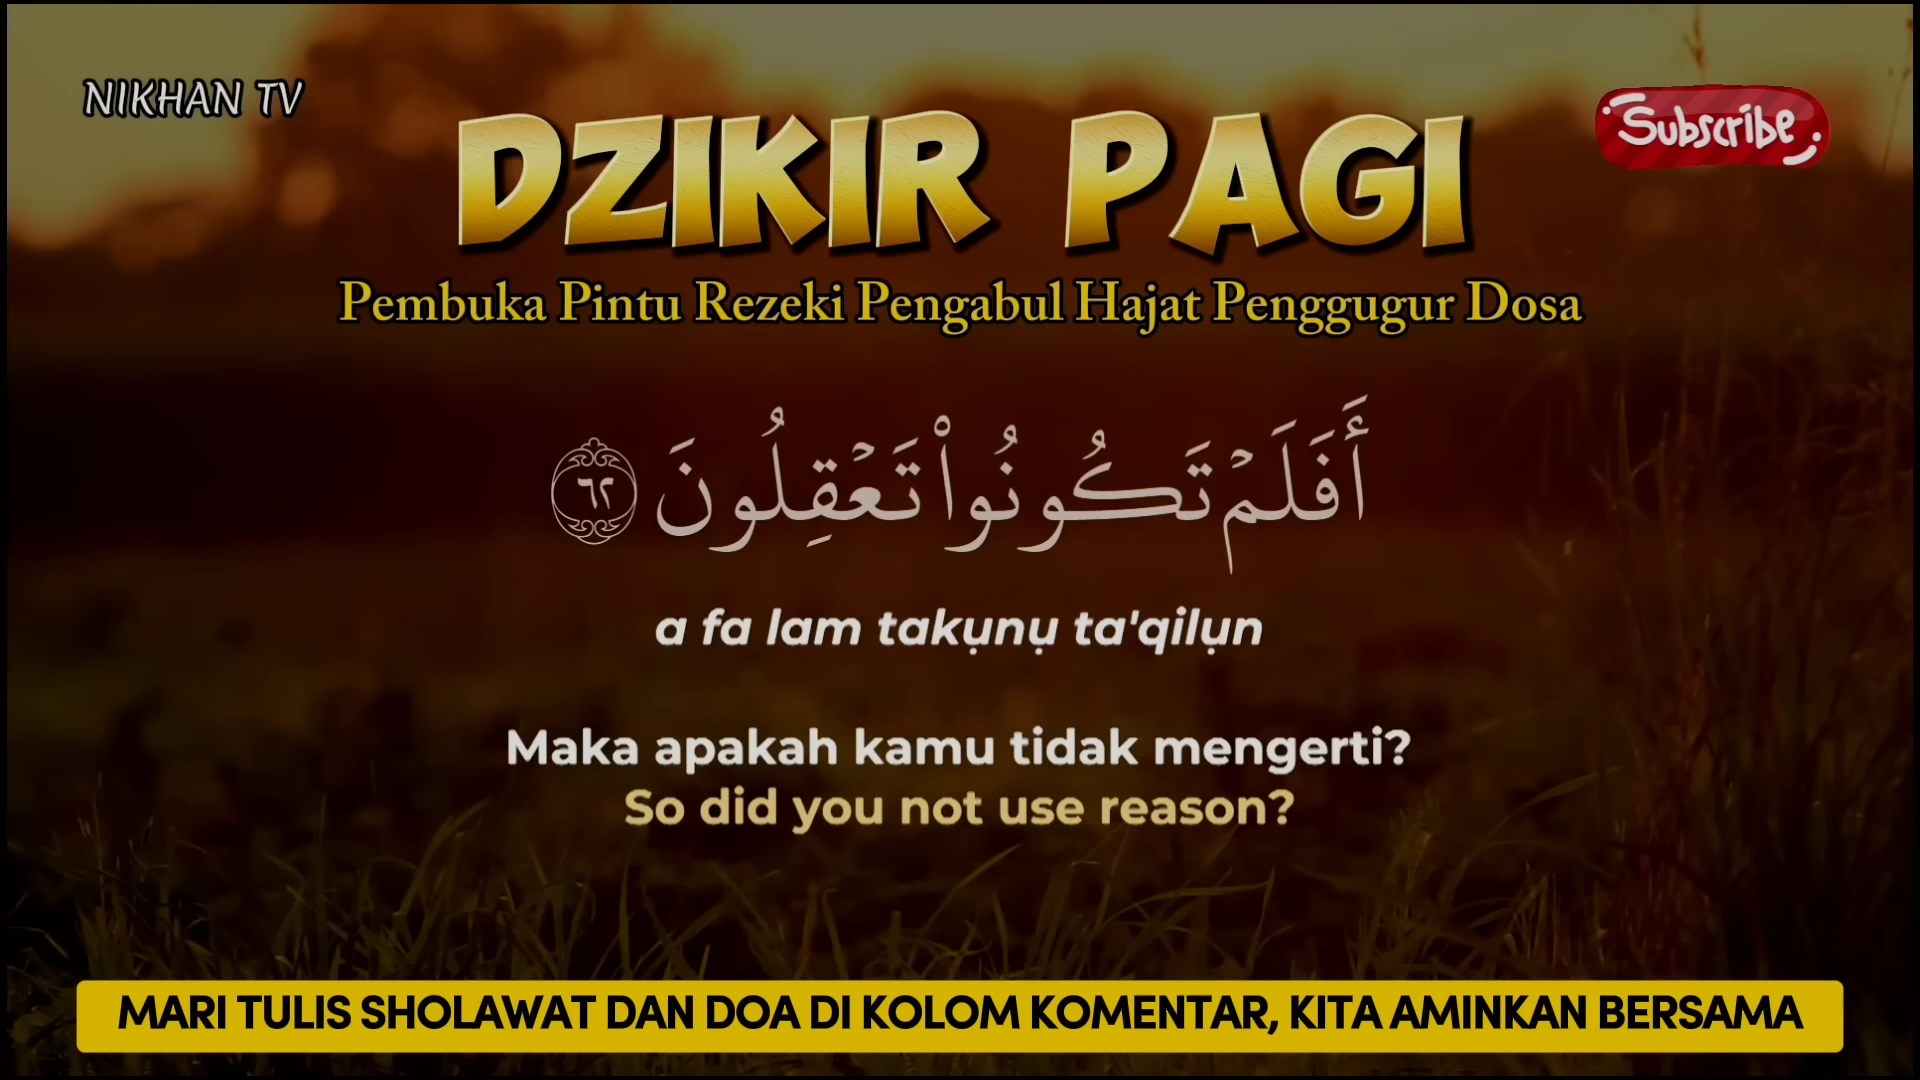 NIKHAN TV
Subscribe
DZIKIR PAGI
Pembuka Pintu Rezeki Pengabul Hajat Penggugur Dosa
أَفَلَمۡ تَكُونُواْ تَعۡقِلُونَ ٦٢
a fa lam takụnụ ta'qilụn
Maka apakah kamu tidak mengerti?
So did you not use reason?
MARI TULIS SHOLAWAT DAN DOA DI KOLOM KOMENTAR, KITA AMINKAN BERSAMA